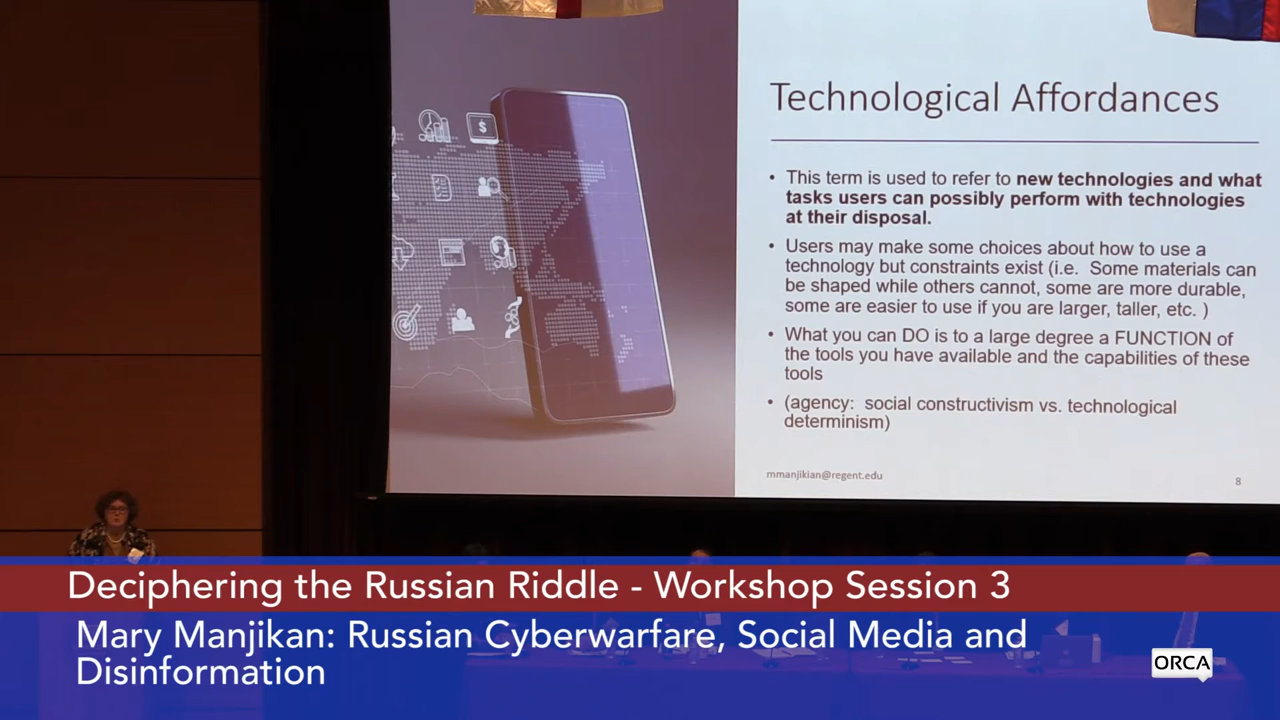 Technological Affordances
• This term is used to refer to new technologies and what
tasks users can possibly perform with technologies
at their disposal.
• Users may make some choices about how to use a
technology but constraints exist (i.e. Some materials can
be shaped while others cannot, some are more durable,
some are easier to use if you are larger, taller, etc. )
• What you can DO is to a large degree a FUNCTION of
the tools you have available and the capabilities of these
tools
• (agency: social constructivism vs. technological
determinism)
mmanjikian@regent.edu
8
$
Deciphering the Russian Riddle - Workshop Session 3
Mary Manjikan: Russian Cyberwarfare, Social Media and
Disinformation
ORCA